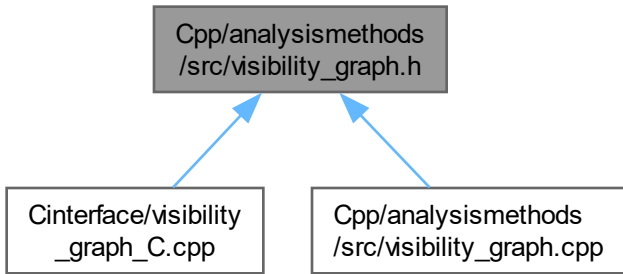 Cpp/analysismethods
/src/visibility_graph.h
Cinterface/visibility
_graph_C.cpp
Cpp/analysismethods
/src/visibility_graph.cpp